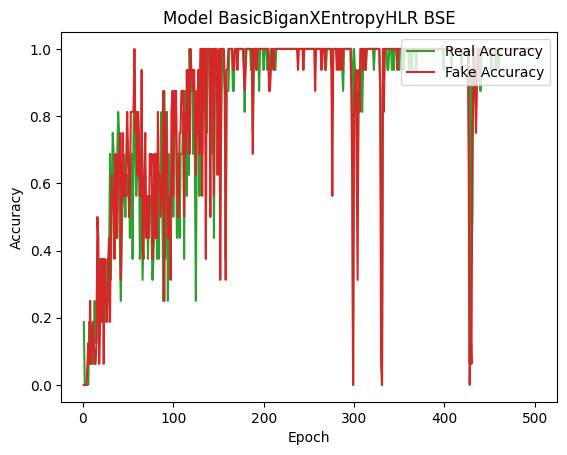 Model BasicBiganXEntropyHLR BSE
Real Accuracy
Fake Accuracy
Accuracy
1.0
0.8
0.6
0.4
0.2
0.0
0
100
200
300
400
500
Epoch